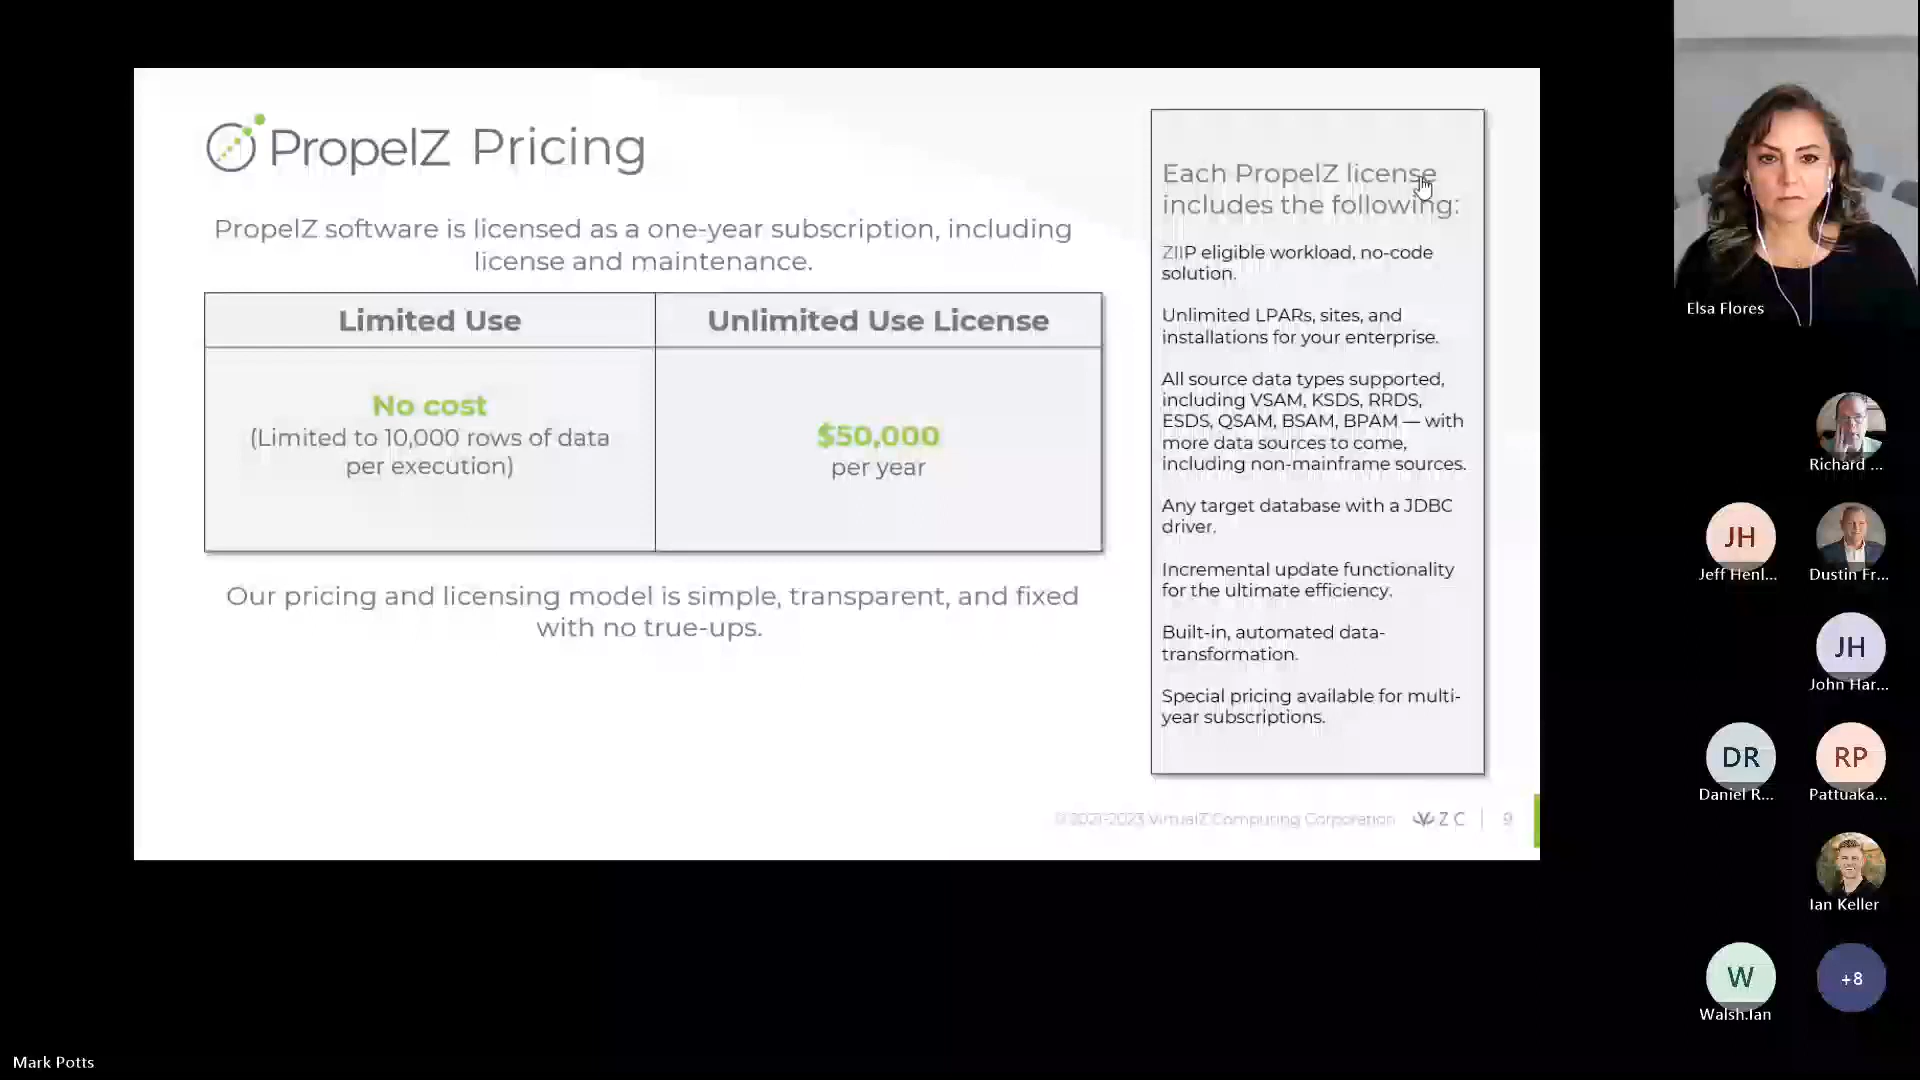 PropelZ Pricing
PropelZ software is licensed as a one-year subscription, including
license and maintenance.
Limited Use
Unlimited Use License
No cost
(Limited to 10,000 rows of data
per execution)
$50,000
per year
Our pricing and licensing model is simple, transparent, and fixed
with no true-ups.
Each PropelZ license
includes the following:
ZIIP eligible workload, no-code
solution.
Unlimited LPARs, sites, and
installations for your enterprise.
All source data types supported,
including VSAM, KSDS, RRDS,
ESDS, QSAM, BSAM, BPAM — with
more data sources to come,
including non-mainframe sources.
Any target database with a JDBC
driver.
Incremental update functionality
for the ultimate efficiency.
Built-in, automated data-
transformation.
Special pricing available for multi-
year subscriptions.
© 2021-2023 VirtualZ Computing Corporation
ZC
9
Elsa Flores
Richard ...
JH
Jeff Henl...
Dustin Fr...
JH
John Har...
DR
Daniel R...
RP
Pattuaka...
Ian Keller
W
Walsh.Ian
+8
Mark Potts